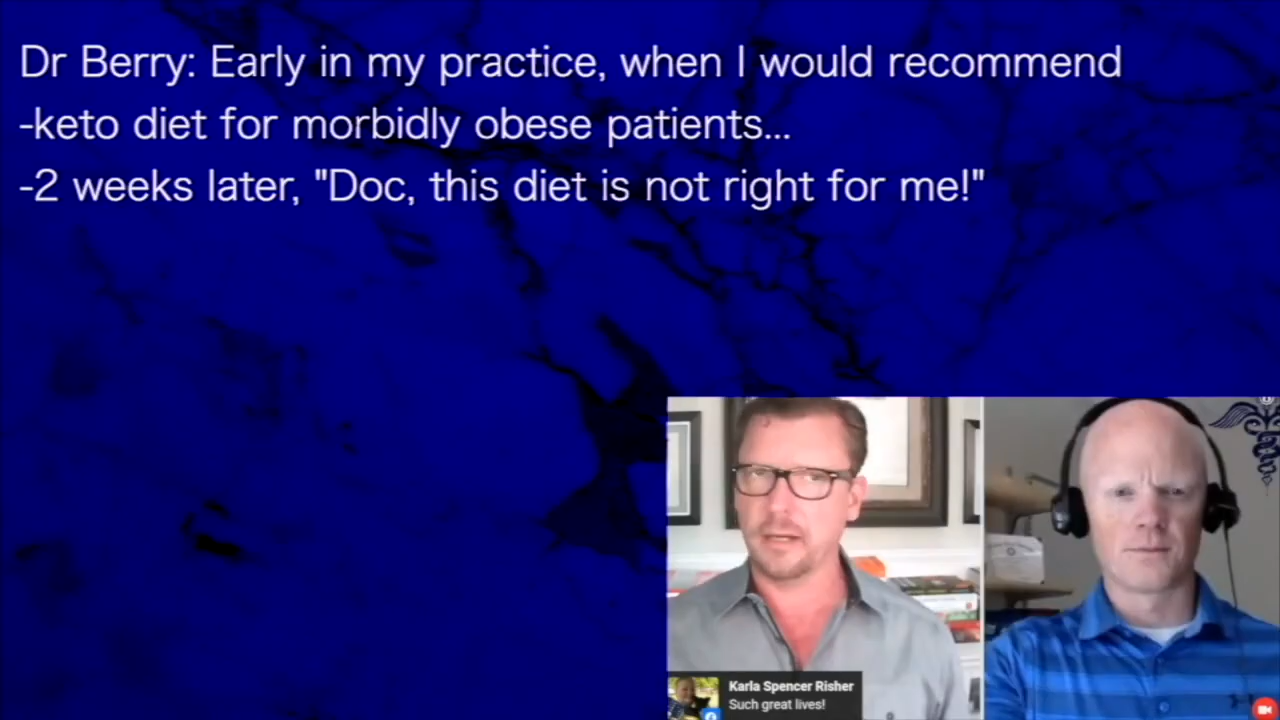 Dr Berry: Early in my practice, when I would recommend
-keto diet for morbidly obese patients...
-2 weeks later, "Doc, this diet is not right for me!"
Karla Spencer Risher
Such great lives!